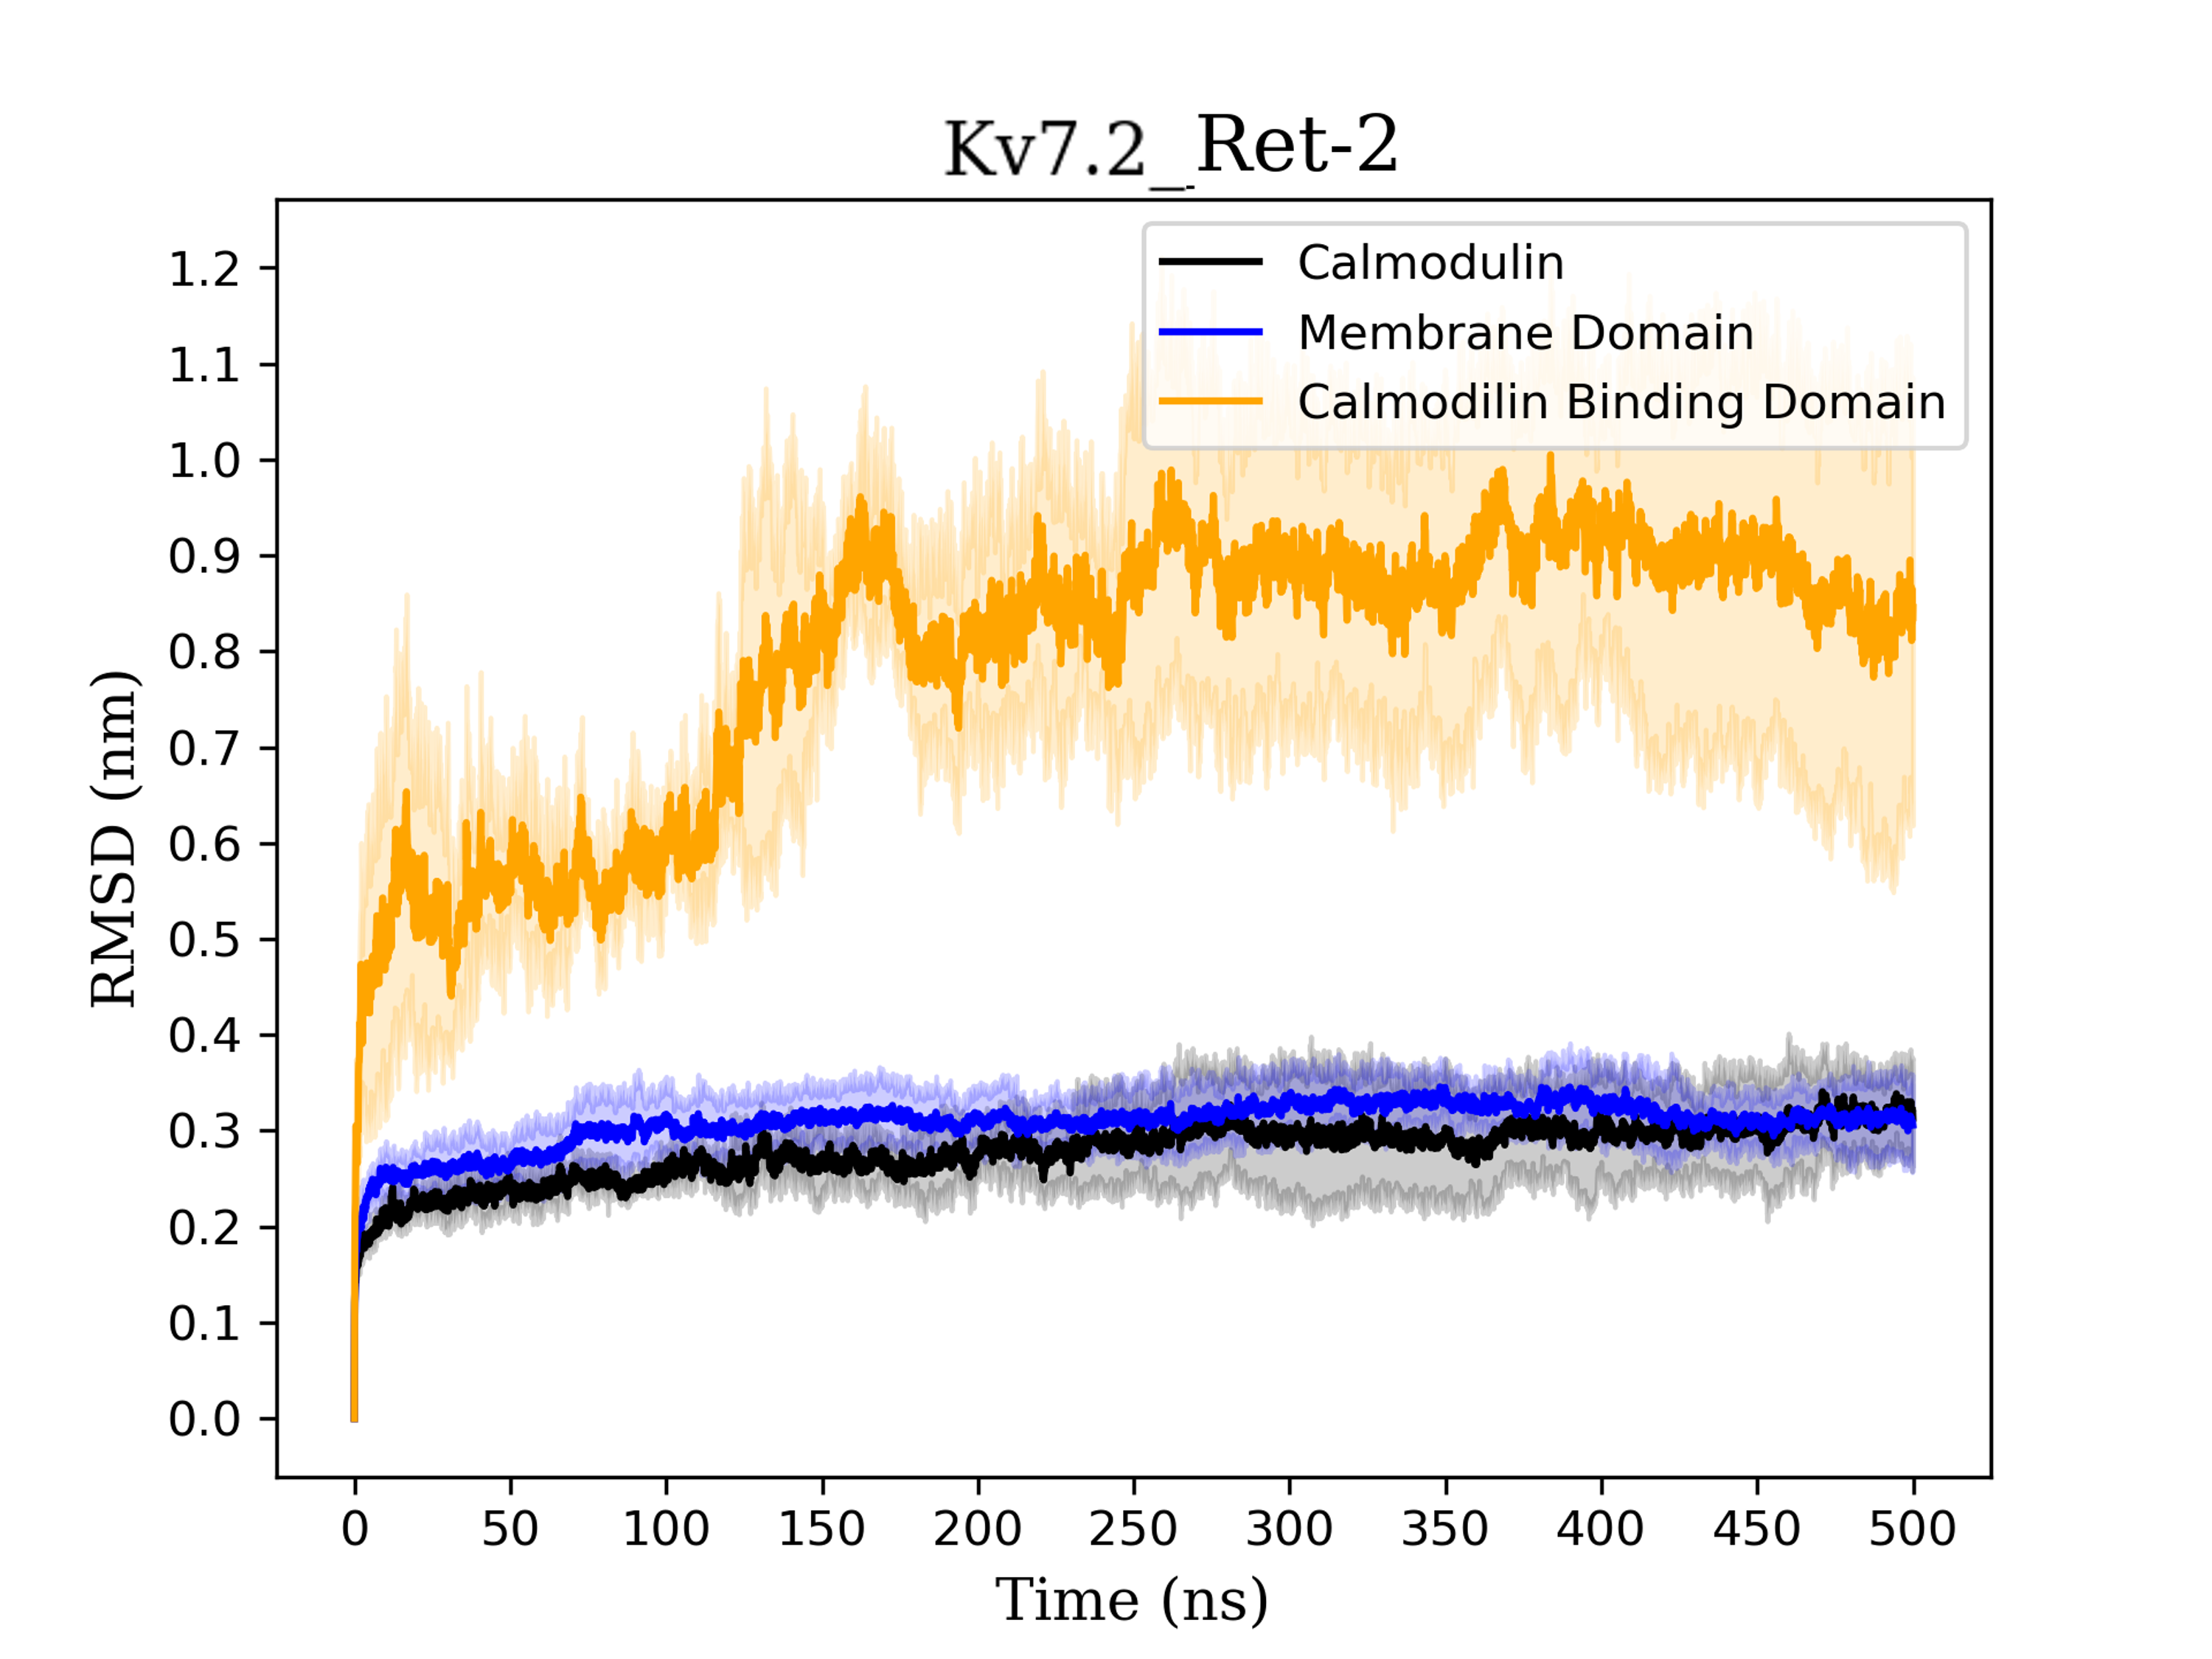 Kv7.2_Ret-2
Calmodulin
Membrane Domain
Calmodilin Binding Domain
RMSD (nm)
1.2
1.1
1.0
0.9
0.8
0.7
0.6
0.5
0.4
0.3
0.2
0.1
0.0
0 50 100 150 200 250 300 350 400 450 500
Time (ns)